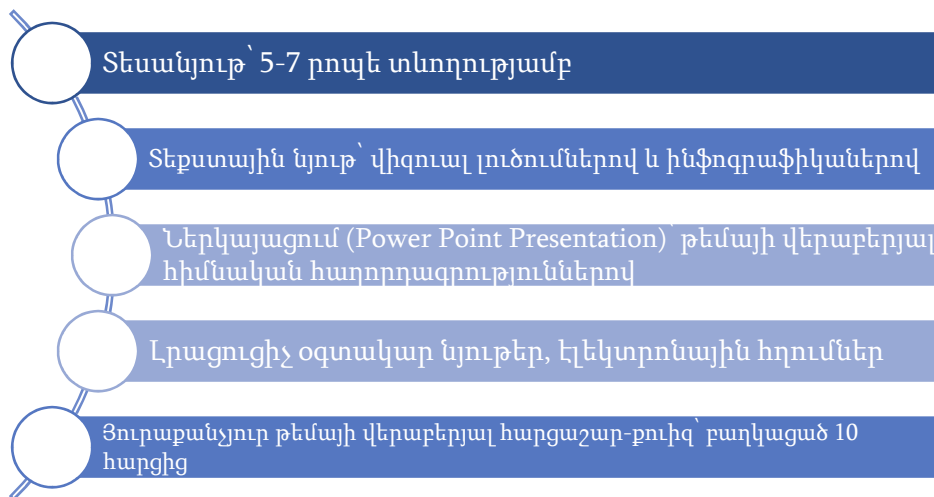 Տեսանյութ՝ 5-7 րոպե տևողությամբ
Տեքստային նյութ՝ վիզուալ լուծումներով և ինֆոգրաֆիկաներով
Ներկայացում (Power Point Presentation)՝ թեմայի վերաբերյալ
հիմնական հաղորդագրություններով
Լրացուցիչ օգտակար նյութեր, էլեկտրոնային հղումներ
Յուրաքանչյուր թեմայի վերաբերյալ հարցաշար-քուիզ՝ բաղկացած 10
հարցից